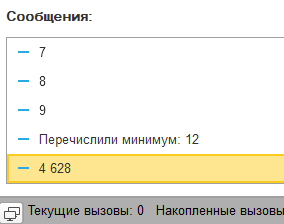 Сообщения:
7
8
9
Перечислили минимум: 12
4 628
Текущие вызовы: 0 Накопленные вызовы